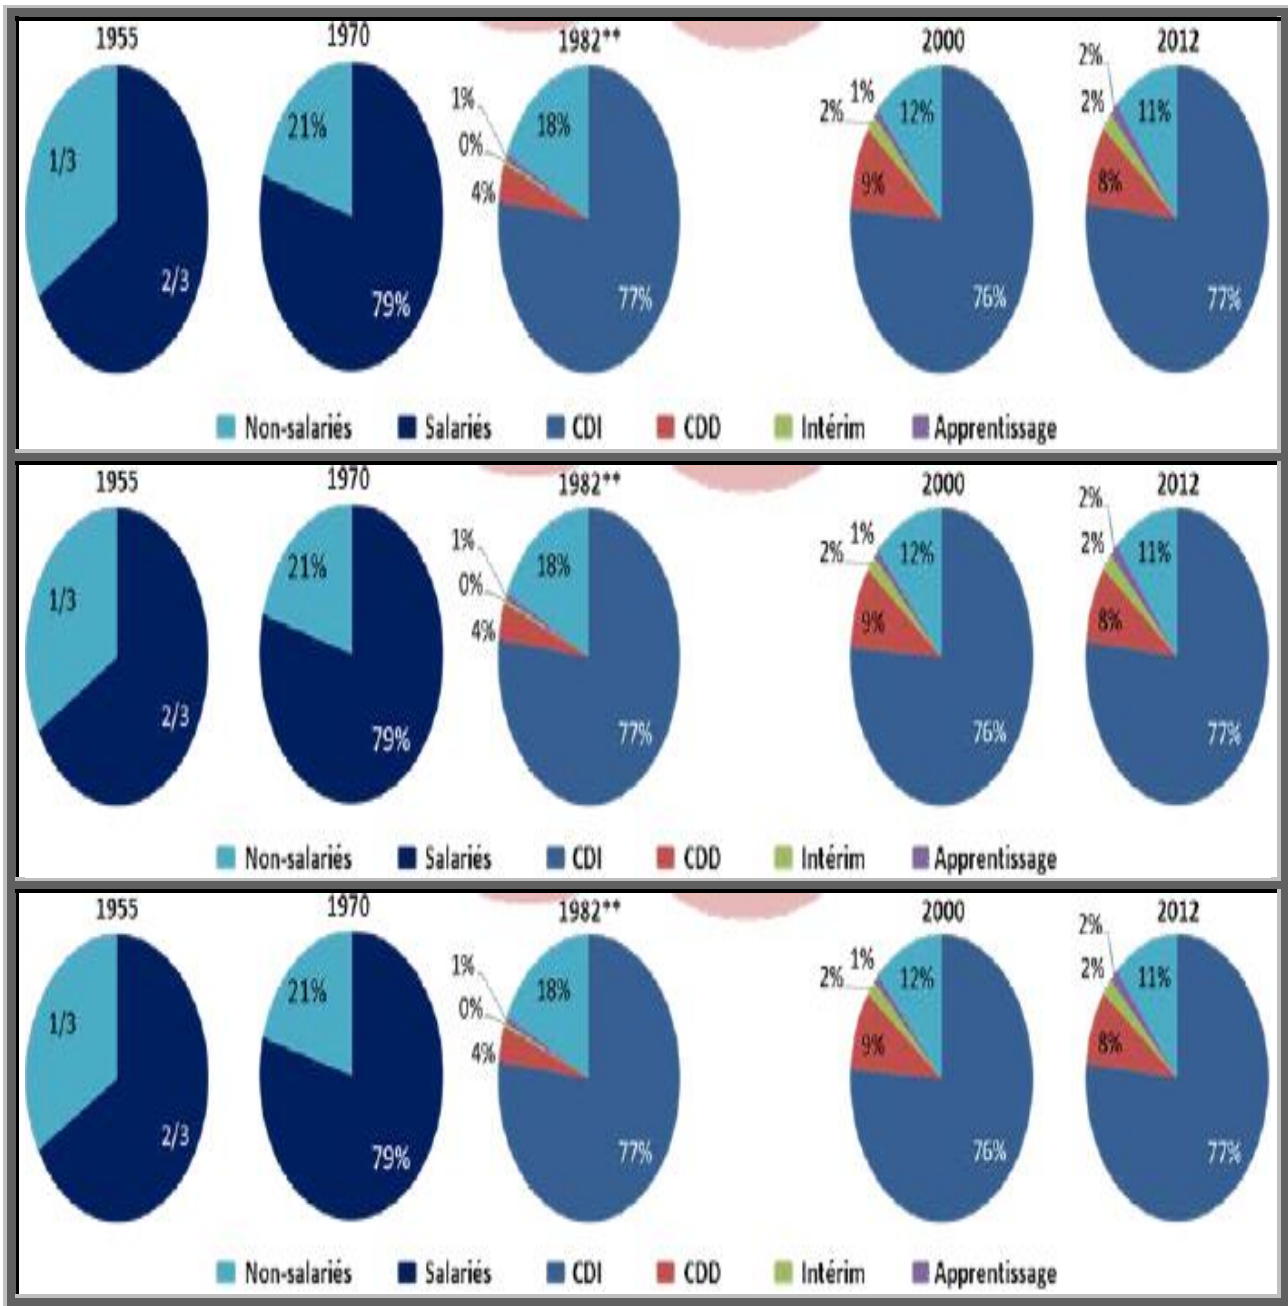 1955 1970 1982** 2000 2012
1/3 2/3
21% 79%
1% 0% 4% 18% 77%
2% 1% 9% 12% 76%
2% 2% 8% 11% 77%
Non-salariés Salariés CDI CDD Intérim Apprentissage
1955 1970 1982** 2000 2012
1/3 2/3
21% 79%
1% 0% 4% 18% 77%
2% 1% 9% 12% 76%
2% 2% 8% 11% 77%
Non-salariés Salariés CDI CDD Intérim Apprentissage
1955 1970 1982** 2000 2012
1/3 2/3
21% 79%
1% 0% 4% 18% 77%
2% 1% 9% 12% 76%
2% 2% 8% 11% 77%
Non-salariés Salariés CDI CDD Intérim Apprentissage